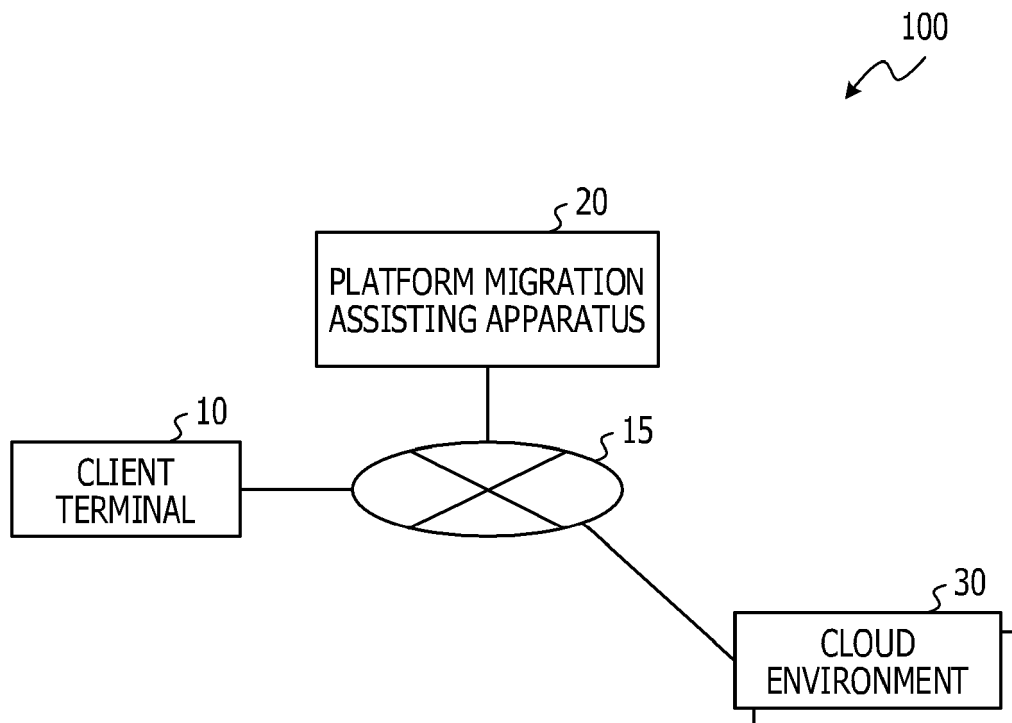 100
20
PLATFORM MIGRATION
ASSISTING APPARATUS
10
CLIENT
TERMINAL
15
30
CLOUD
ENVIRONMENT